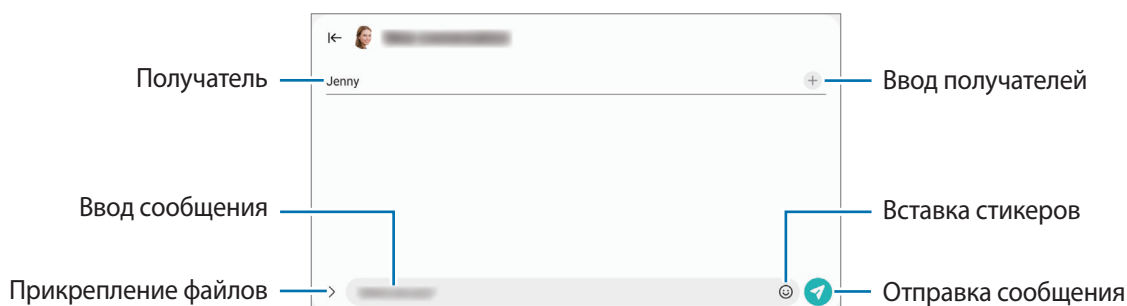 Получатель
Jenny
Ввод получателей
Ввод сообщения
Вставка стикеров
Прикрепление файлов
Отправка сообщения